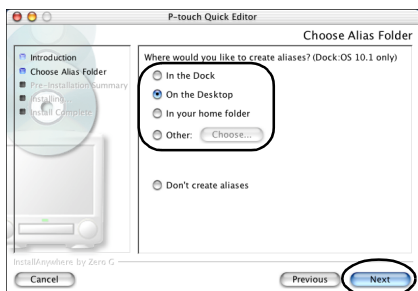 P-touch Quick Editor
Choose Alias Folder
Introduction
Choose Alias Folder
Pre-Installation Summary
Installing...
Install Complete
Where would you like to create aliases? (Dock:OS 10.1 only)
In the Dock
On the Desktop
In your home folder
Other: Choose...
Don't create aliases
InstallAnywhere by Zero G
Cancel
Previous
Next